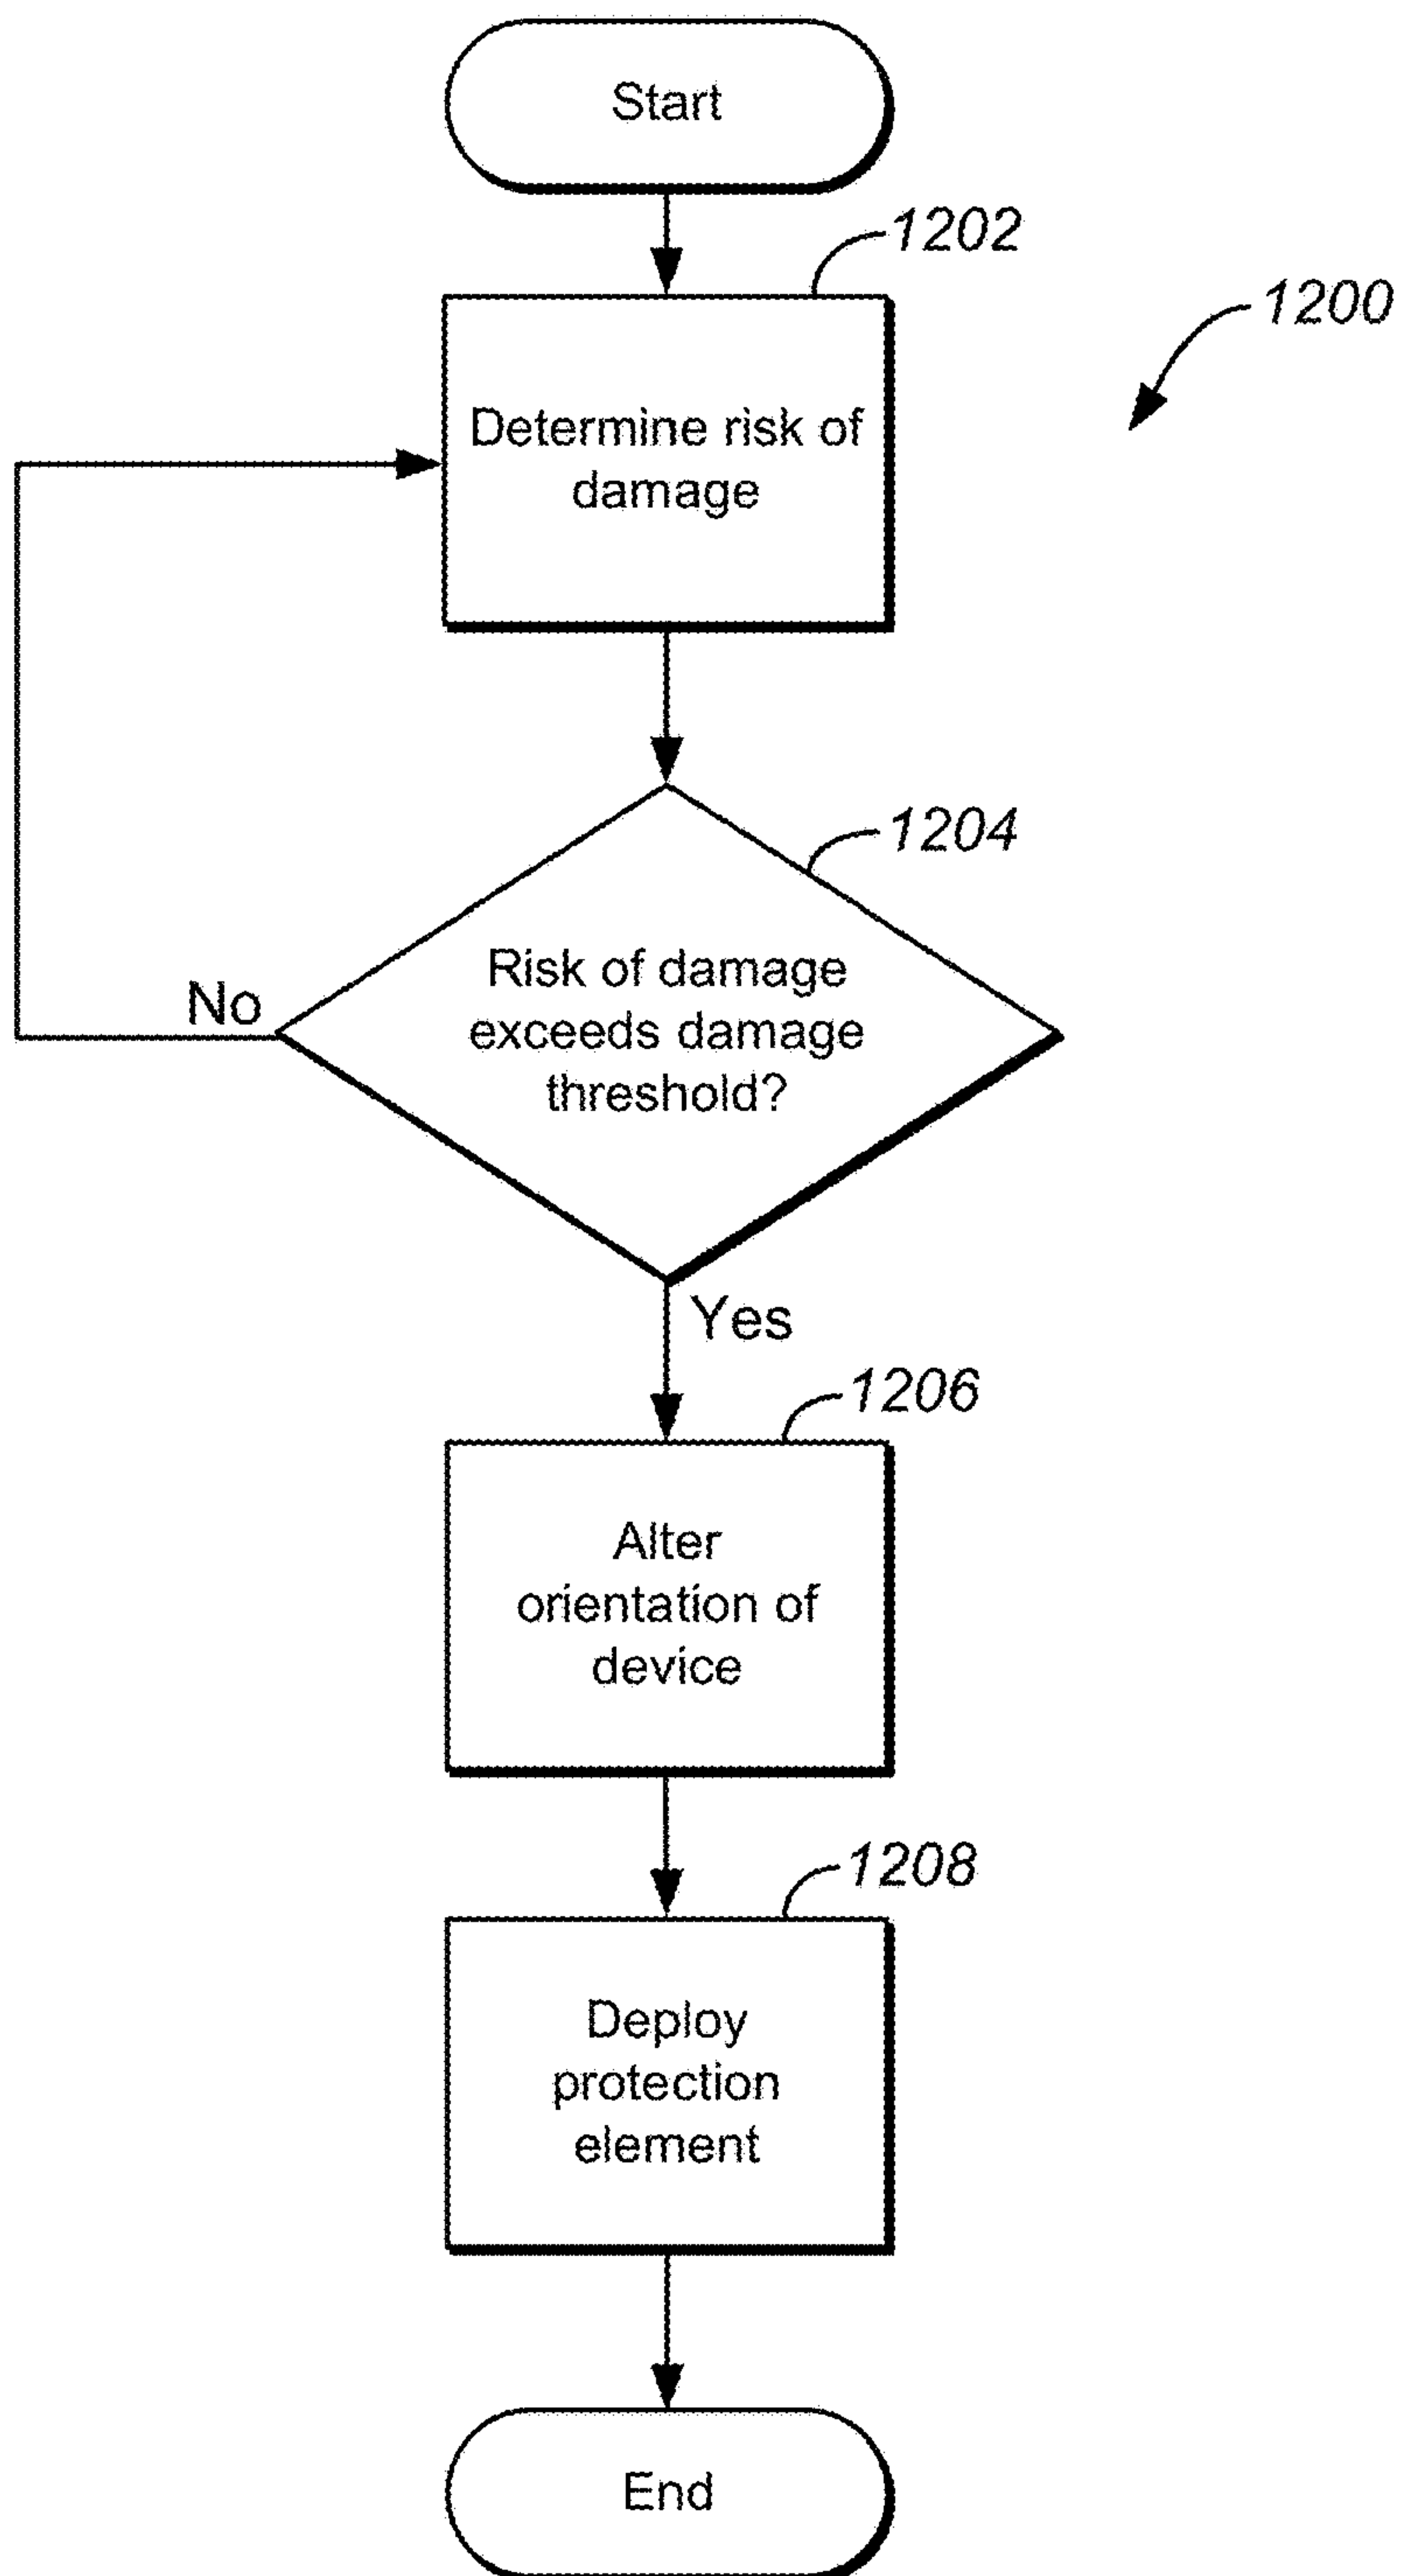 Start
1202
1200
Determine risk of
damage
1204
Risk of damage
exceeds damage
threshold?
No
Yes
1206
Alter
orientation of
device
1208
Deploy
protection
element
End